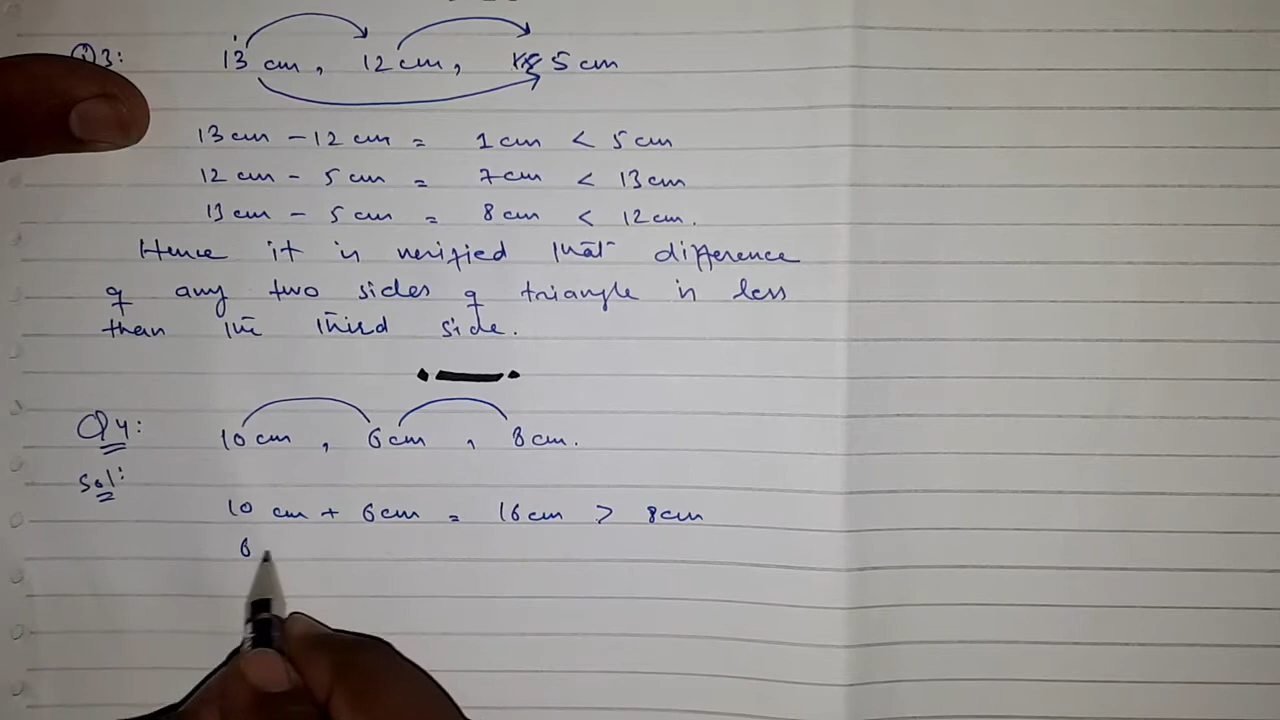 Q3: 13 cm, 12 cm, 5 cm
13 cm - 12 cm = 1 cm < 5 cm
12 cm - 5 cm = 7 cm < 13 cm
13 cm - 5 cm = 8 cm < 12 cm.
Hence it is verified that difference
of any two sides of triangle is less
than the third side.
Q4: 10 cm, 6 cm, 8 cm.
Sol:
10 cm + 6 cm = 16 cm > 8 cm
6